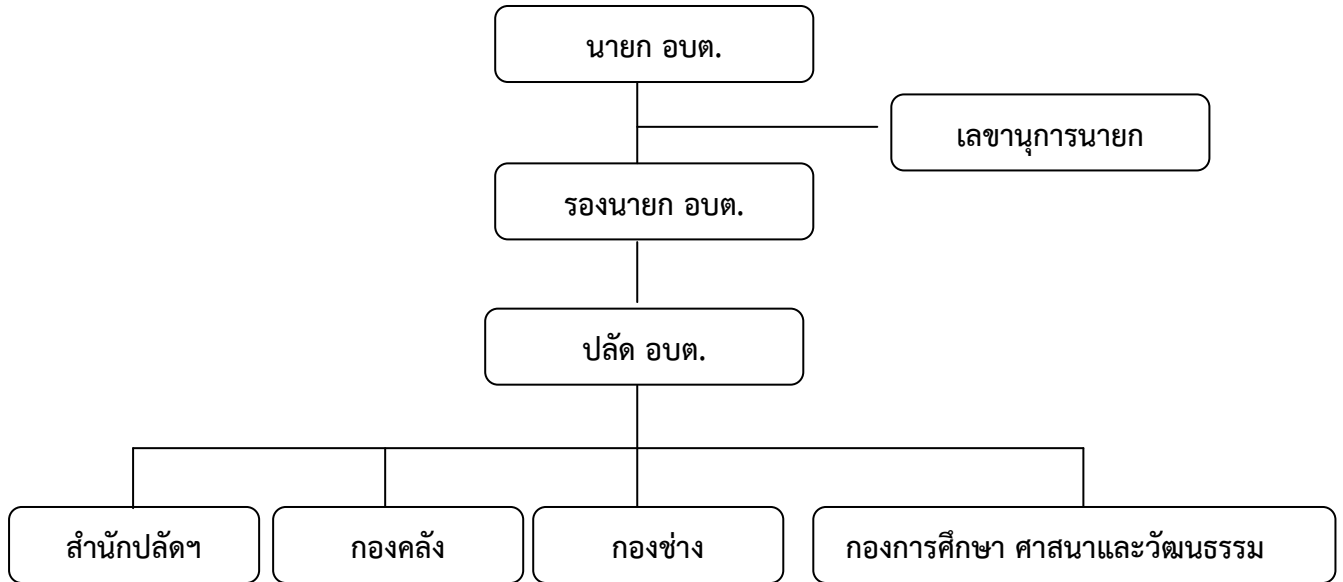 นายก อบต.
เลขานุการนายก
รองนายก อบต.
ปลัด อบต.
สำนักปลัดฯ
กองคลัง
กองช่าง
กองการศึกษา ศาสนาและวัฒนธรรม